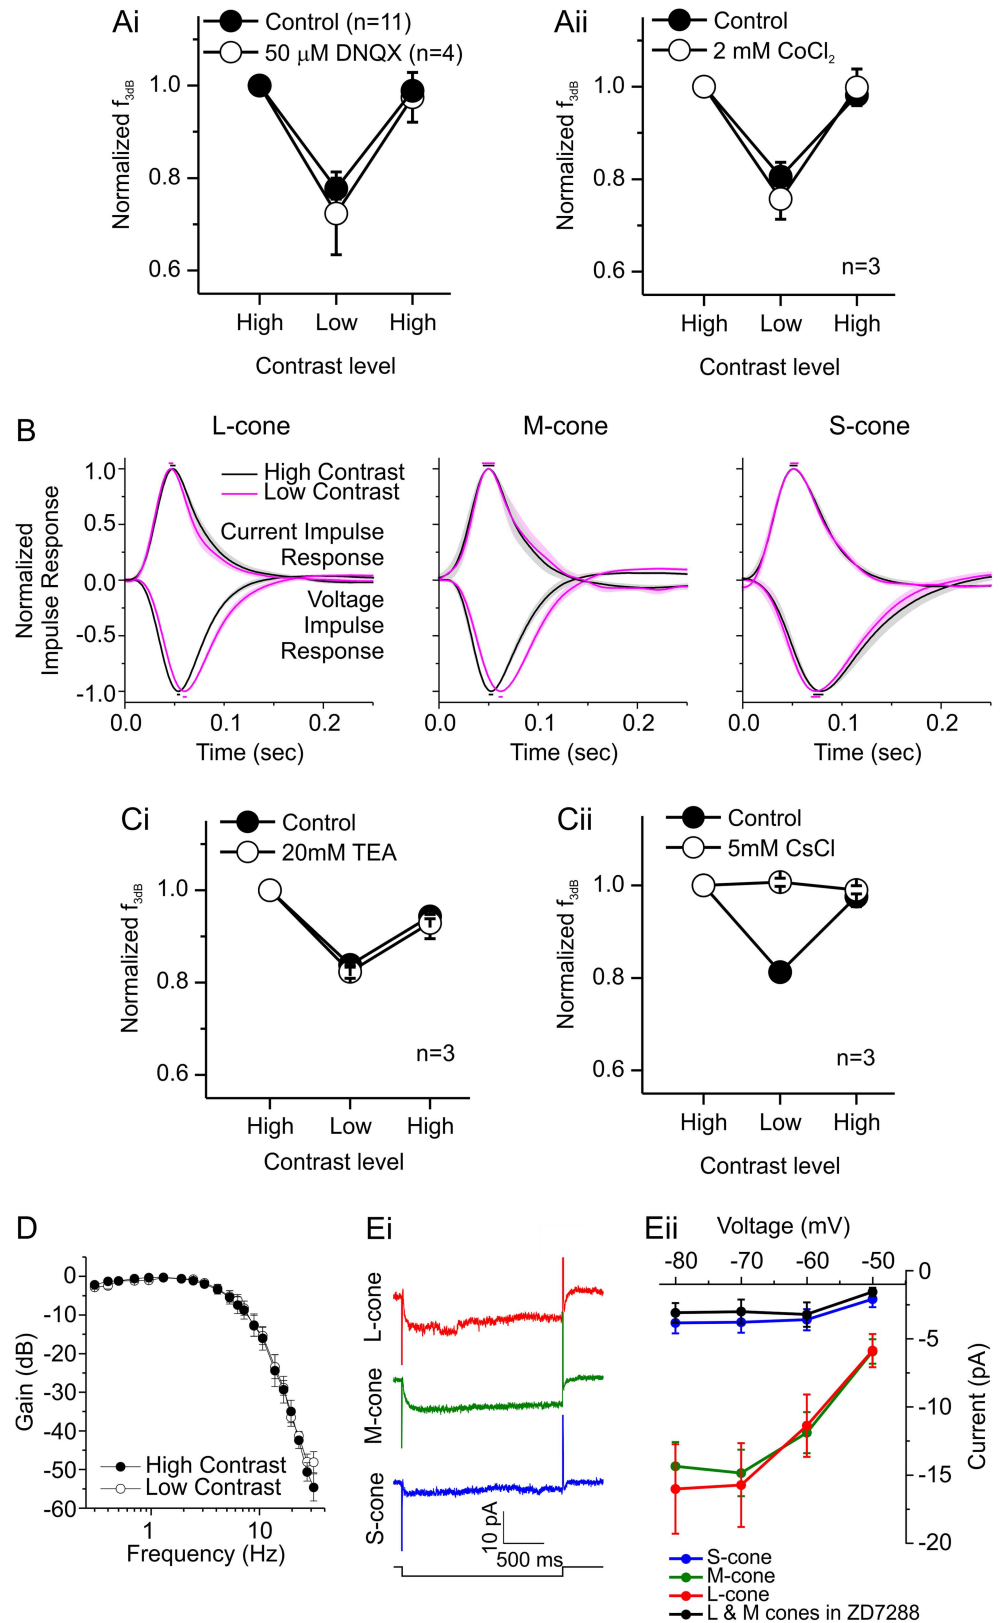 Ai
Control (n=11)
50 μM DNQX (n=4)
Normalized f3dB
1.0
0.8
0.6
High Low High
Contrast level
Aii
Control
2 mM CoCl2
Normalized f3dB
1.0
0.8
0.6
n=3
High Low High
Contrast level
B
L-cone
M-cone
S-cone
High Contrast
Low Contrast
Current Impulse
Response
Voltage
Impulse
Response
Normalized
Impulse Response
1.0
0.5
0.0
-0.5
-1.0
0.0 0.1 0.2
Time (sec)
0.0 0.1 0.2
Time (sec)
0.0 0.1 0.2
Time (sec)
Ci
Control
20mM TEA
Normalized f3dB
1.0
0.8
0.6
n=3
High Low High
Contrast level
Cii
Control
5mM CsCl
Normalized f3dB
1.0
0.8
0.6
n=3
High Low High
Contrast level
D
Gain (dB)
0
-10
-20
-30
-40
-50
-60
High Contrast
Low Contrast
1 10
Frequency (Hz)
Ei
L-cone
M-cone
S-cone
10 pA
500 ms
Eii
Voltage (mV)
-80 -70 -60 -50
0
-5
-10
-15
-20
Current (pA)
S-cone
M-cone
L-cone
L & M cones in ZD7288